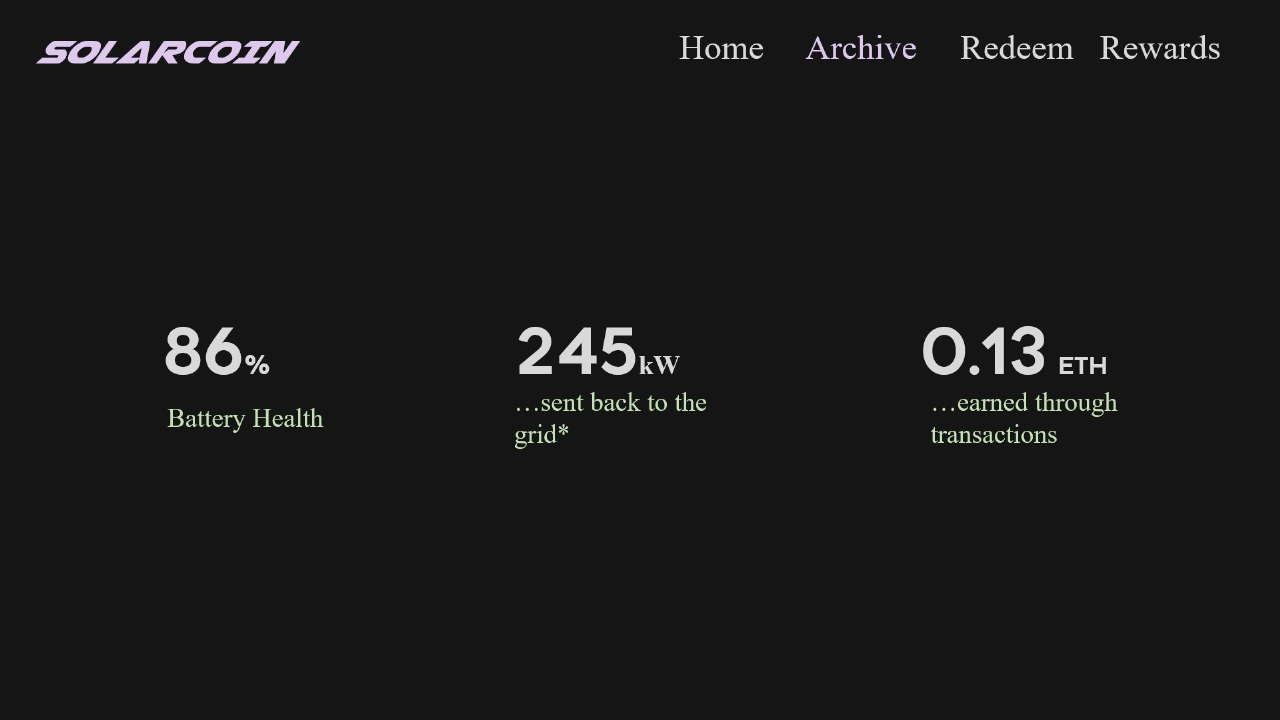 SOLARCOIN
Home Archive Redeem Rewards
86%
Battery Health
245kW
…sent back to the
grid*
0.13 ETH
…earned through
transactions